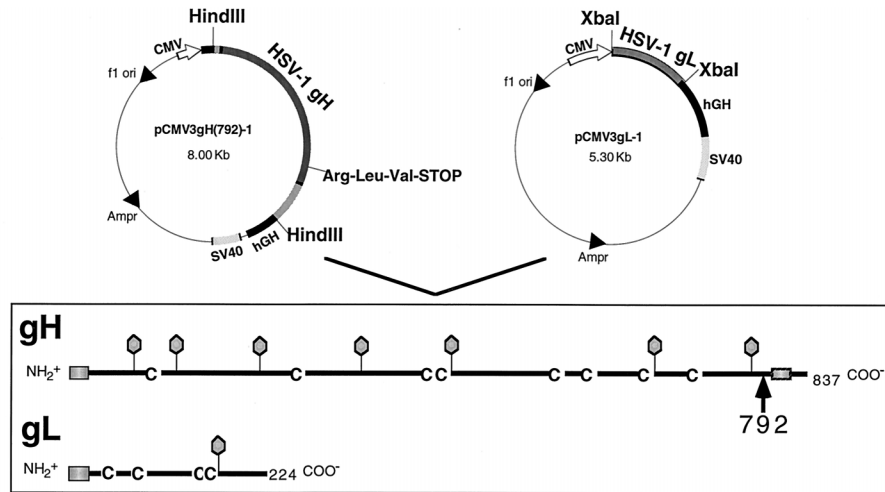 HindIII
CMV
HSV-1 gH
f1 ori
pCMV3gH(792)-1
8.00 Kb
Arg-Leu-Val-STOP
Ampr
SV40
hGH
HindIII
XbaI
CMV
HSV-1 gL
XbaI
f1 ori
hGH
pCMV3gL-1
5.30 Kb
SV40
Ampr
gH
NH2+ C C CC C C C C 837 COO-
792
gL
NH2+ C C CC 224 COO-